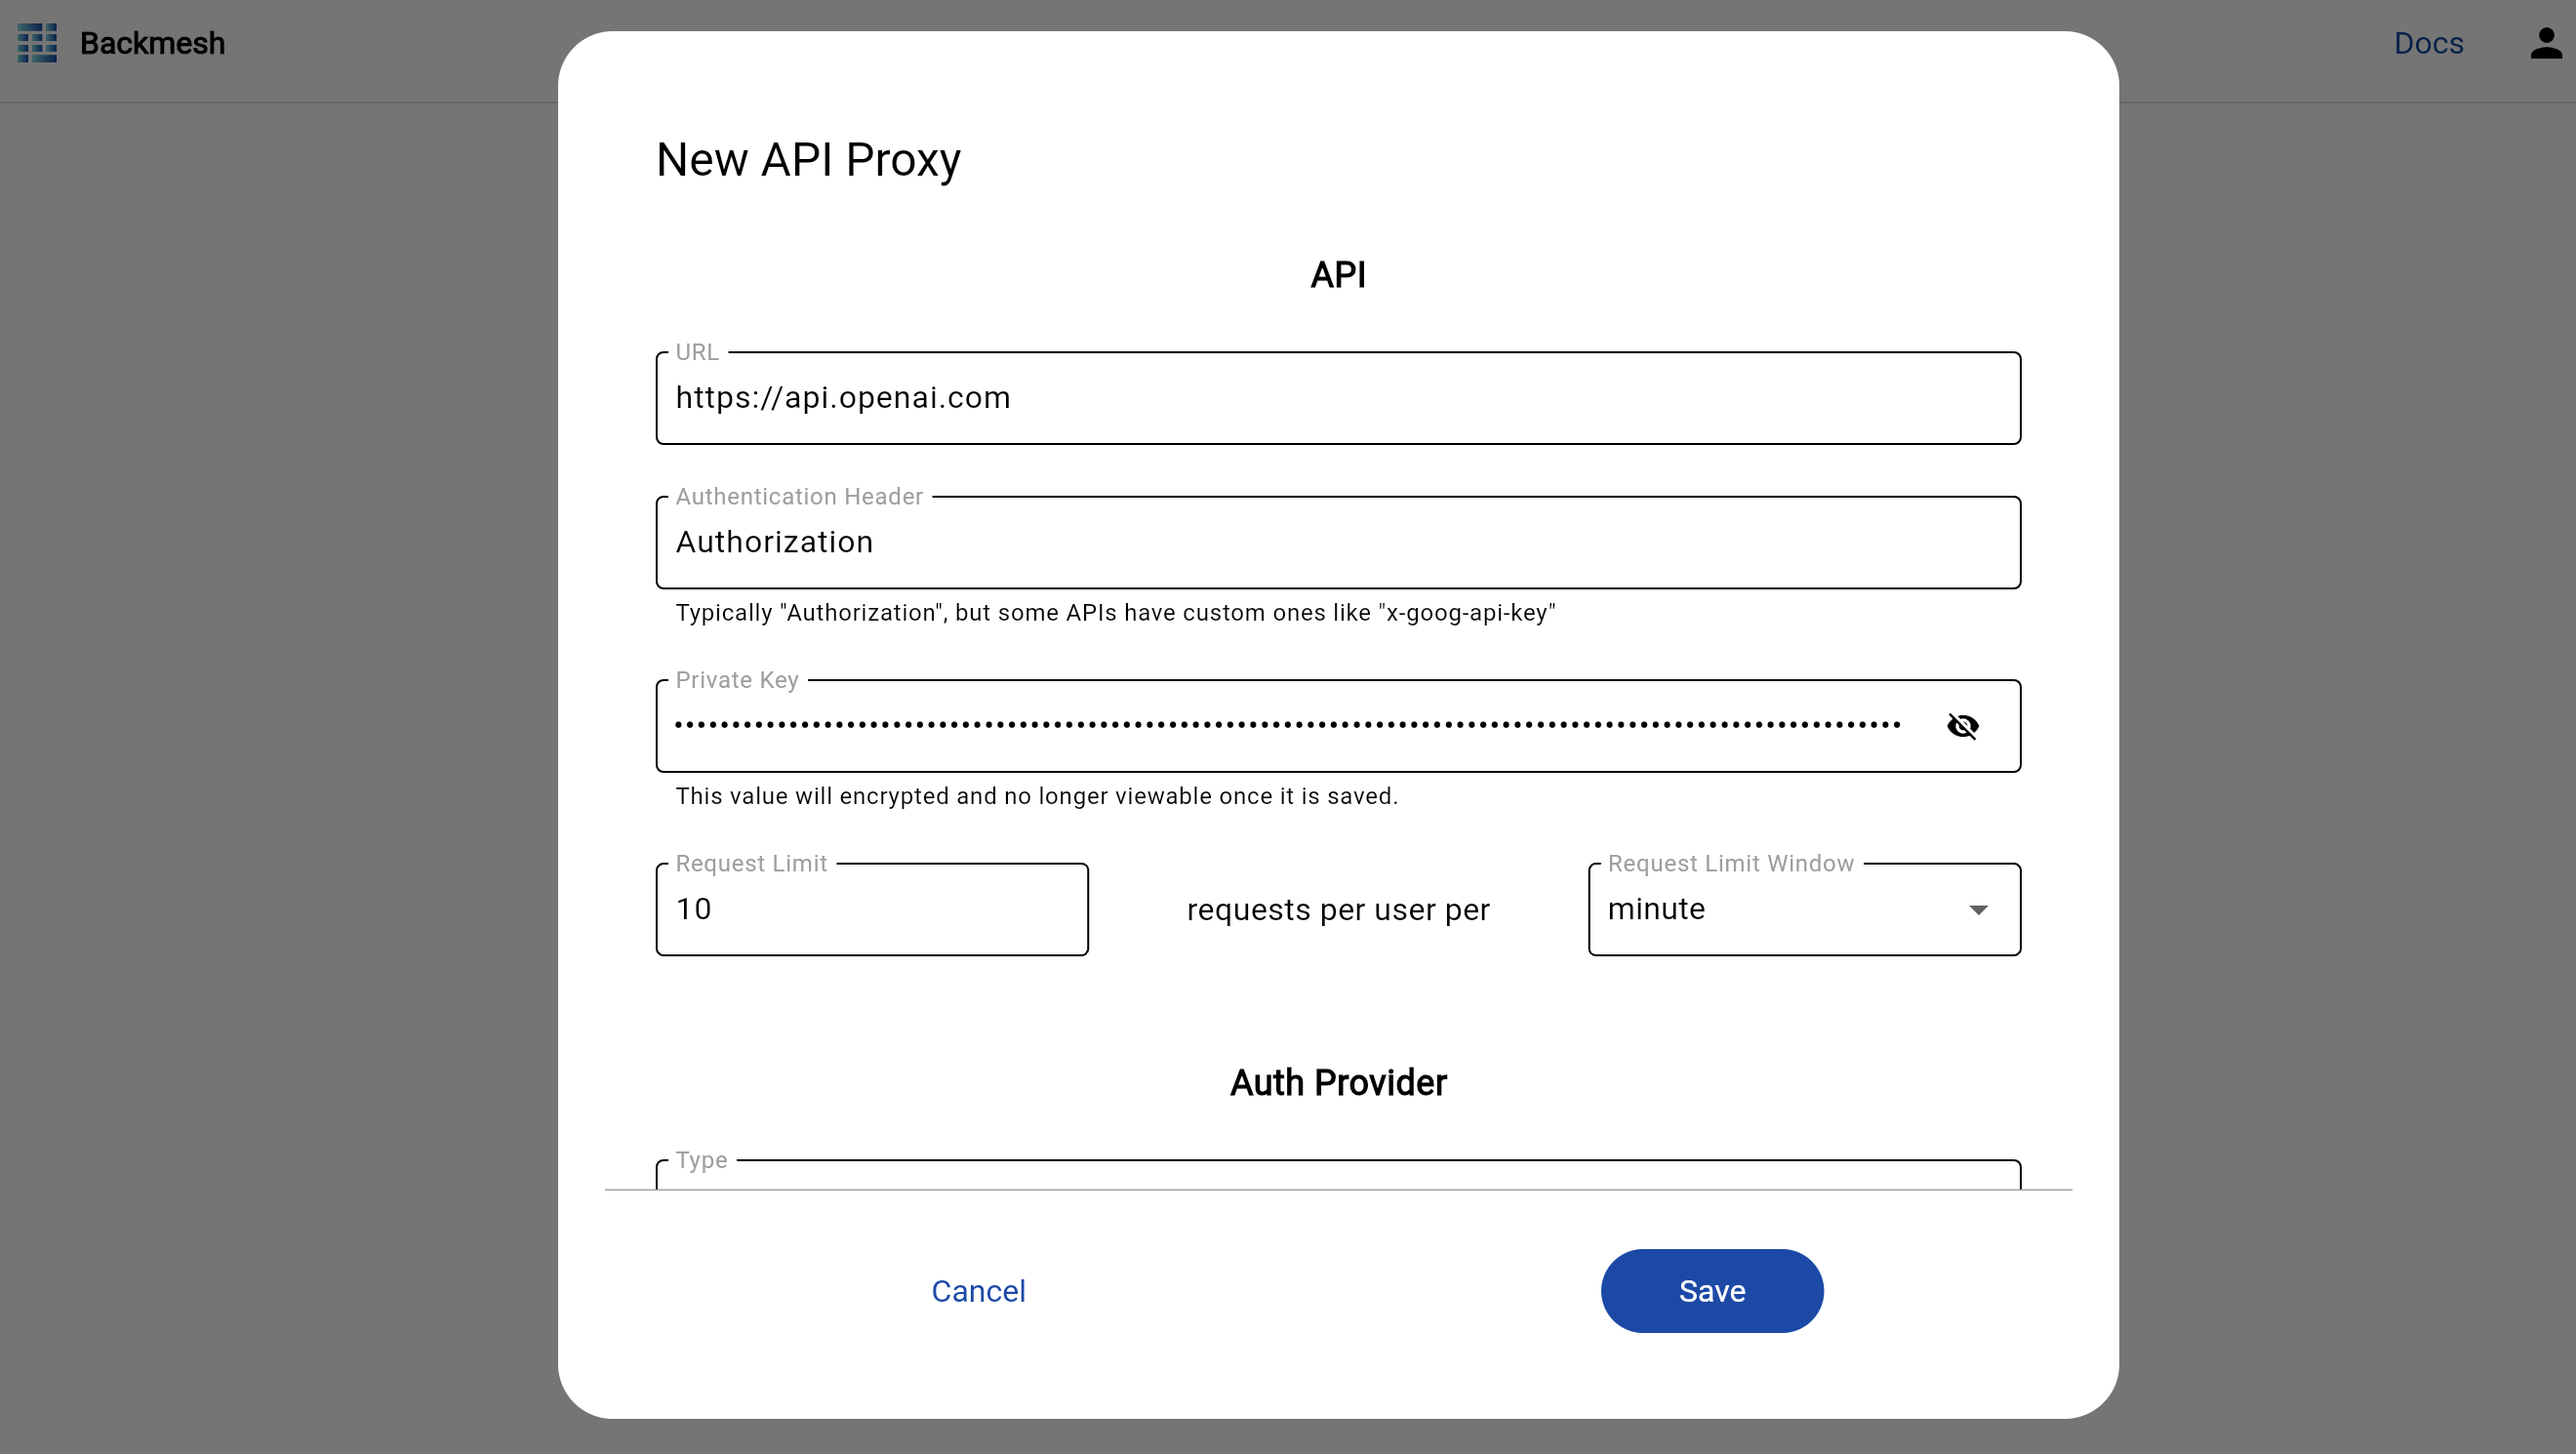 Backmesh
Docs
New API Proxy
API
URL
https://api.openai.com
Authentication Header
Authorization
Typically "Authorization", but some APIs have custom ones like "x-goog-api-key"
Private Key
This value will encrypted and no longer viewable once it is saved.
Request Limit
10
requests per user per
Request Limit Window
minute
Auth Provider
Type
Cancel
Save